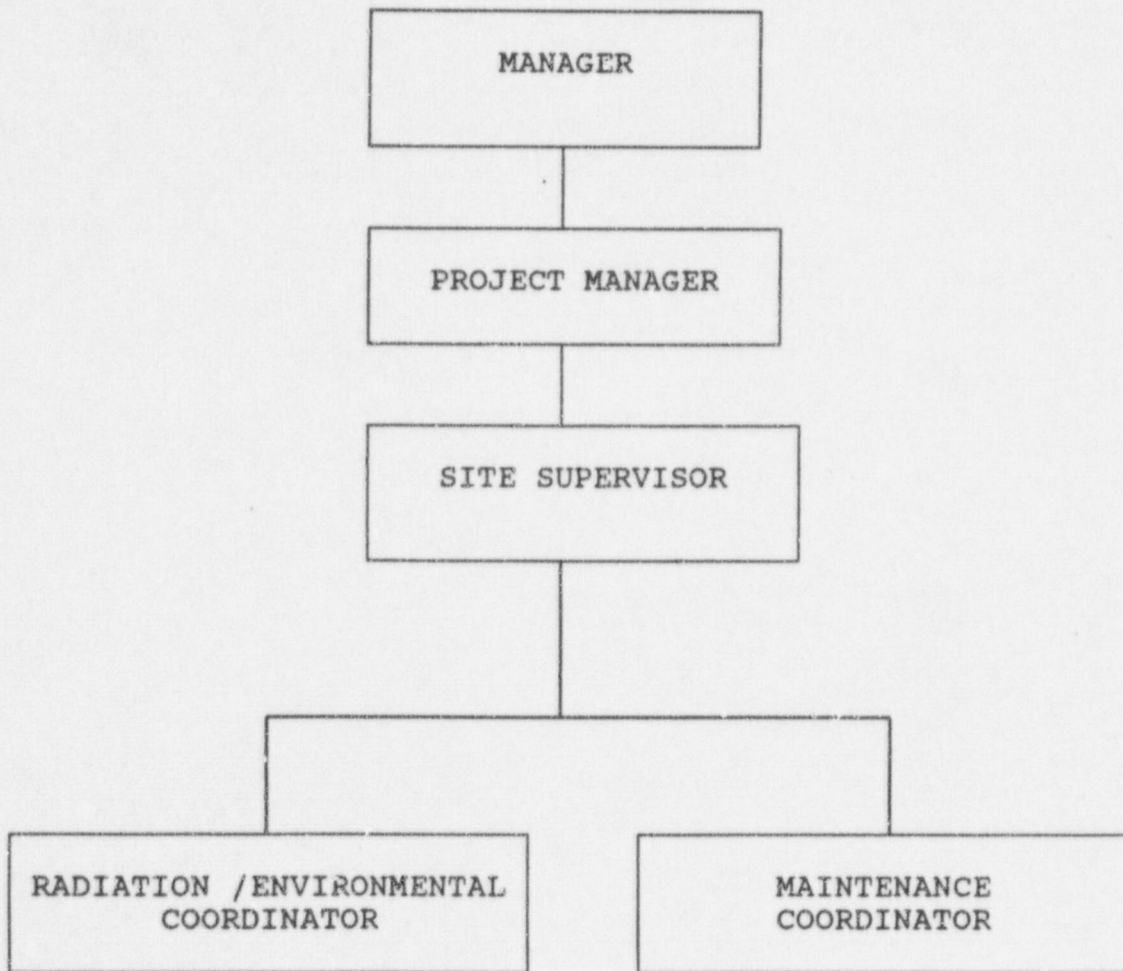 MANAGER
PROJECT MANAGER
SITE SUPERVISOR
RADIATION /ENVIRONMENTAL
COORDINATOR
MAINTENANCE
COORDINATOR